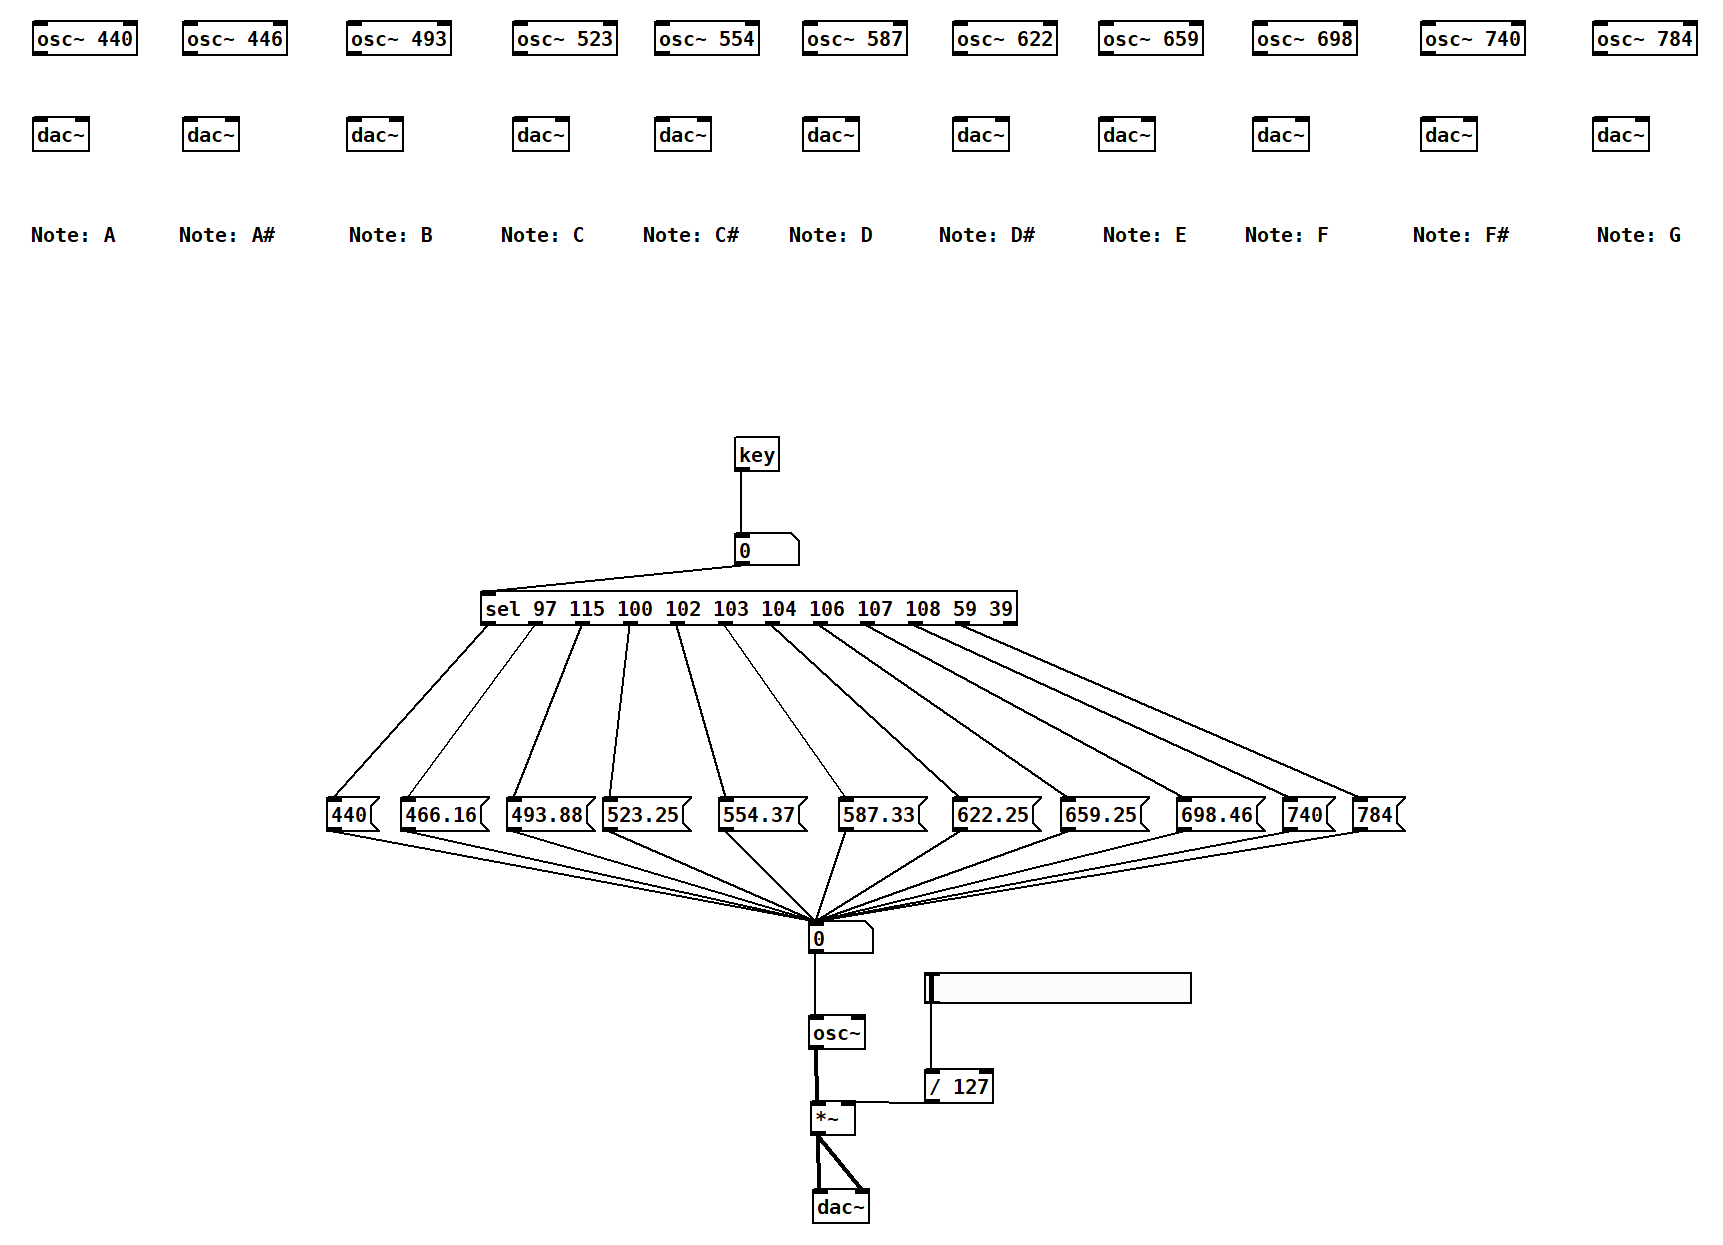 osc~ 440 osc~ 446 osc~ 493 osc~ 523 osc~ 554 osc~ 587 osc~ 622 osc~ 659 osc~ 698 osc~ 740 osc~ 784
dac~ dac~ dac~ dac~ dac~ dac~ dac~ dac~ dac~ dac~ dac~
Note: A Note: A# Note: B Note: C Note: C# Note: D Note: D# Note: E Note: F Note: F# Note: G
key
0
sel 97 115 100 102 103 104 106 107 108 59 39
440 466.16 493.88 523.25 554.37 587.33 622.25 659.25 698.46 740 784
0
osc~
/ 127
*~
dac~